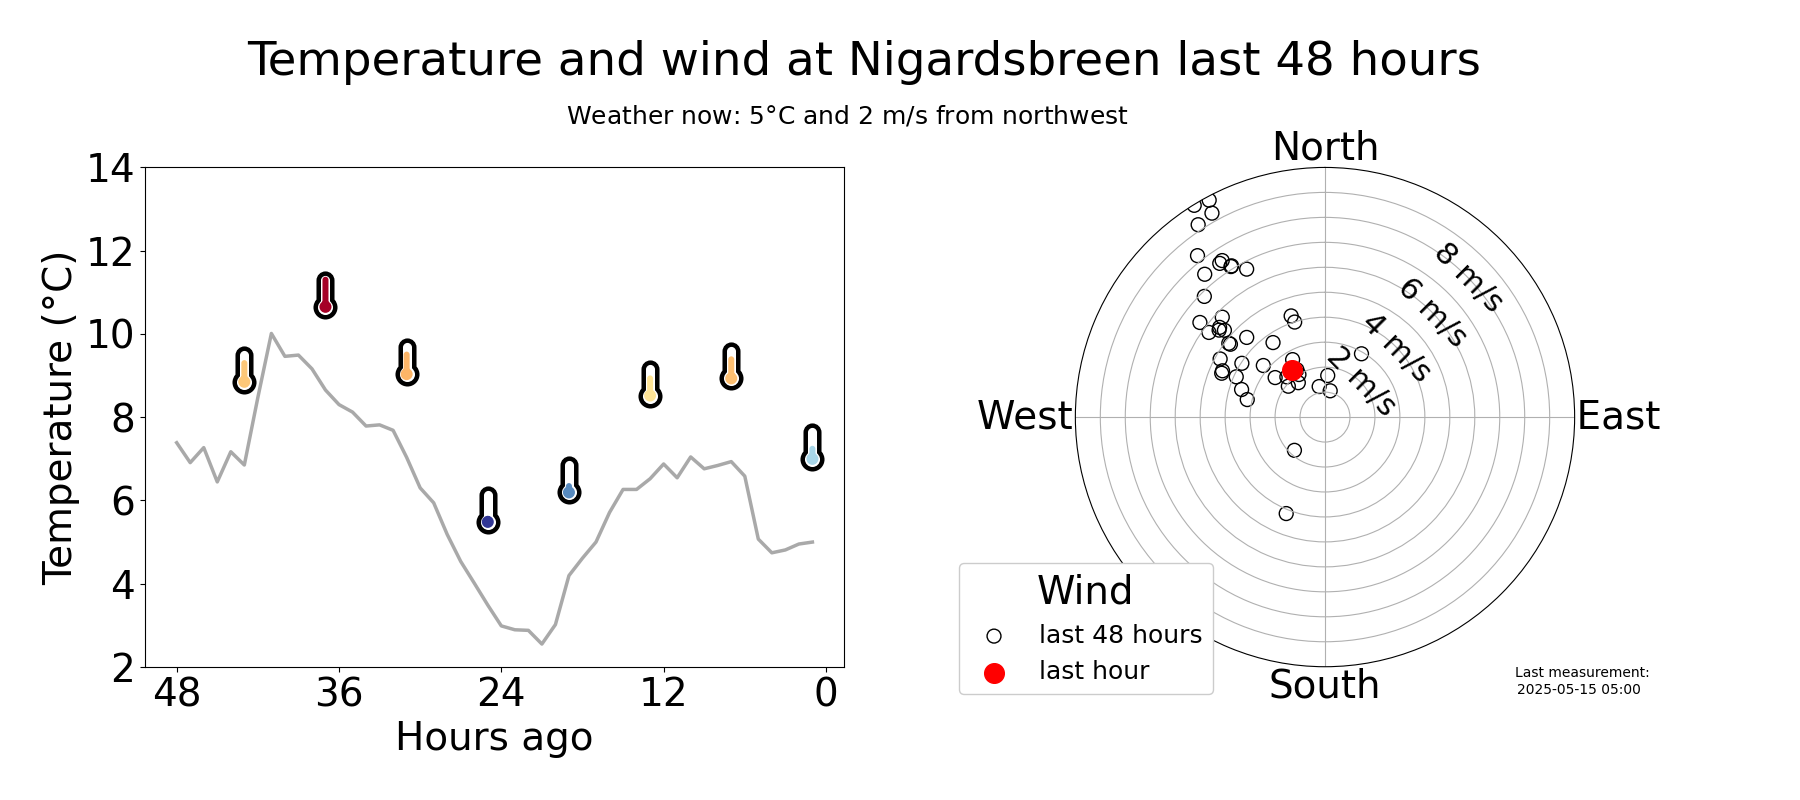 Temperature and wind at Nigardsbreen last 48 hours
Weather now: 5°C and 2 m/s from northwest
14
12
10
8
6
4
2
Temperature (°C)
48
36
24
12
0
Hours ago
North
8 m/s
6 m/s
4 m/s
2 m/s
West
East
South
Wind
last 48 hours
last hour
Last measurement:
2025-05-15 05:00